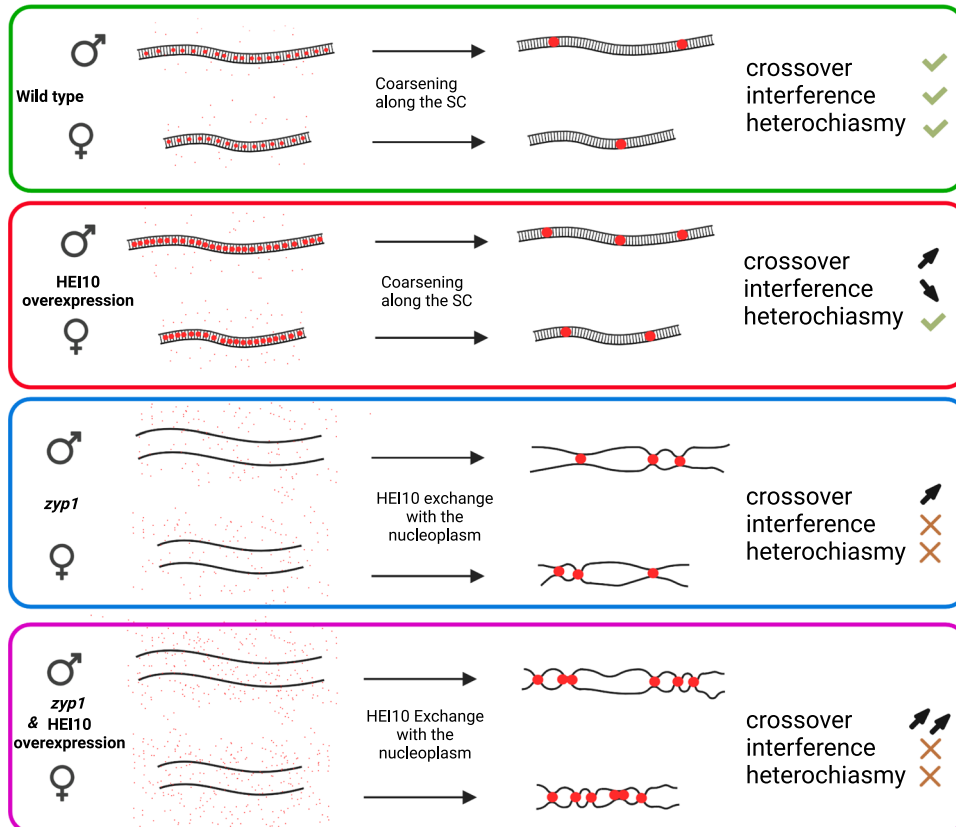 ♂
Wild type
♀
Coarsening
along the SC
crossover ✓
interference ✓
heterochiasmy ✓
♂
HEI10
overexpression
♀
Coarsening
along the SC
crossover
interference
heterochiasmy ✓
♂
zyp1
♀
HEI10 exchange
with the
nucleoplasm
crossover
interference ✕
heterochiasmy ✕
♂
zyp1
& HEI10
overexpression
♀
HEI10 Exchange
with the
nucleoplasm
crossover
interference ✕
heterochiasmy ✕